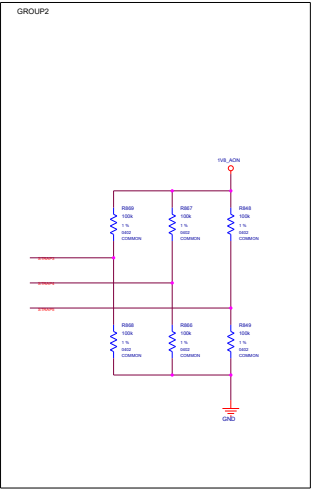 GROUP2
1V8_AON
R869
100k
1 %
0402
COMMON
R867
100k
1 %
0402
COMMON
R848
100k
1 %
0402
COMMON
R868
100k
1 %
0402
COMMON
R866
100k
1 %
0402
COMMON
R849
100k
1 %
0402
COMMON
GND